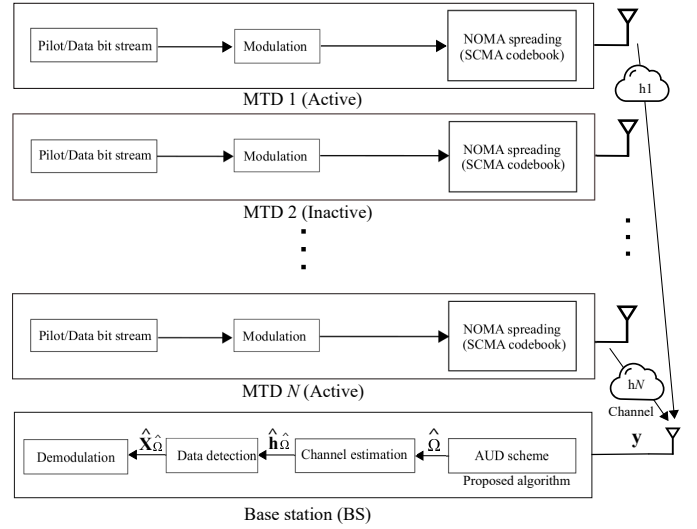 Pilot/Data bit stream
Modulation
NOMA spreading
(SCMA codebook)
MTD 1 (Active)
h1
Pilot/Data bit stream
Modulation
NOMA spreading
(SCMA codebook)
MTD 2 (Inactive)
Pilot/Data bit stream
Modulation
NOMA spreading
(SCMA codebook)
MTD N (Active)
hN
Channel
Demodulation
X̂Ω̂
Data detection
ĥΩ̂
Channel estimation
Ω̂
AUD scheme
Proposed algorithm
y
Base station (BS)